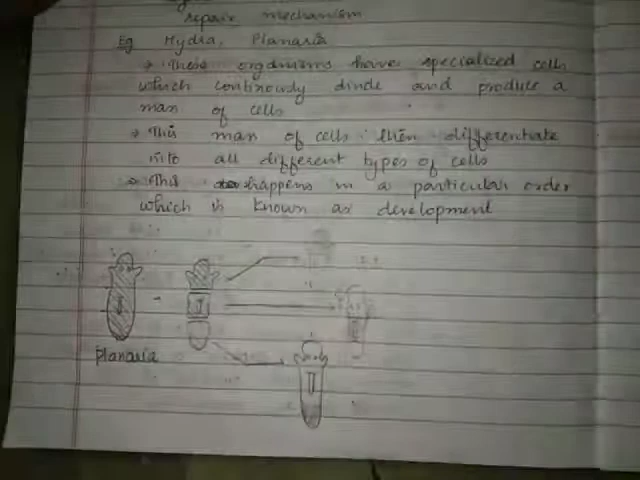 repair mechanism
Eg Hydra, Planaria
→ These organisms have specialized cells
which continously divide and produce a
mass of cells
→ This mass of cells then differentiate
into all different types of cells
→ This happens in a particular order
which is known as development
Planaria